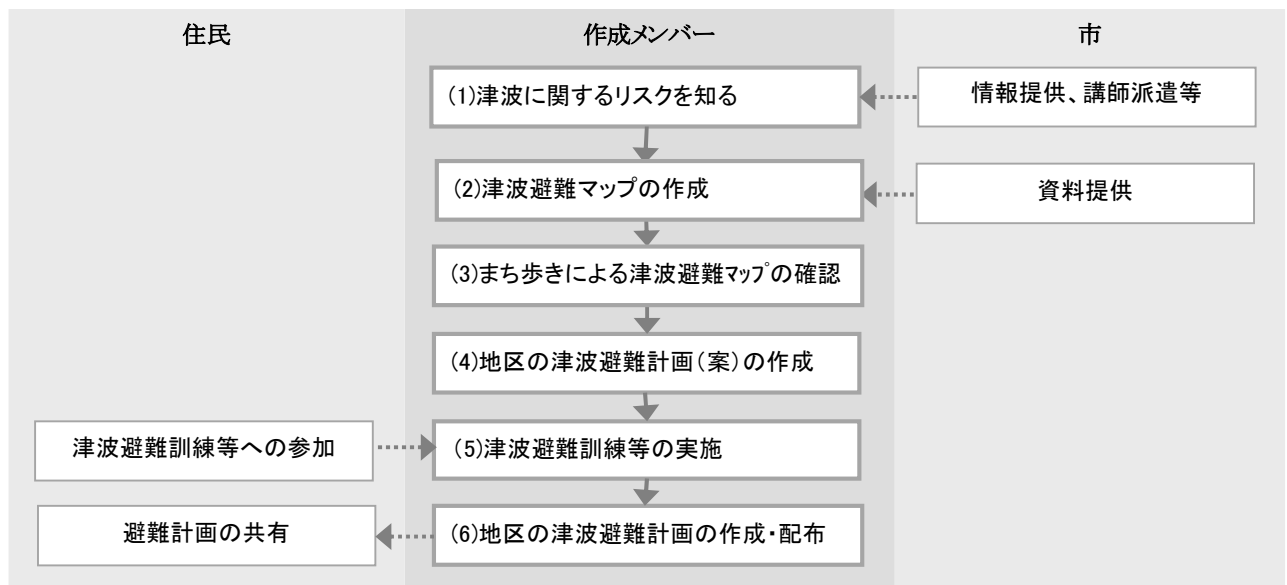 住民
作成メンバー
市
(1)津波に関するリスクを知る
情報提供、講師派遣等
(2)津波避難マップの作成
資料提供
(3)まち歩きによる津波避難ﾏｯﾌﾟの確認
(4)地区の津波避難計画(案)の作成
津波避難訓練等への参加
(5)津波避難訓練等の実施
避難計画の共有
(6)地区の津波避難計画の作成・配布